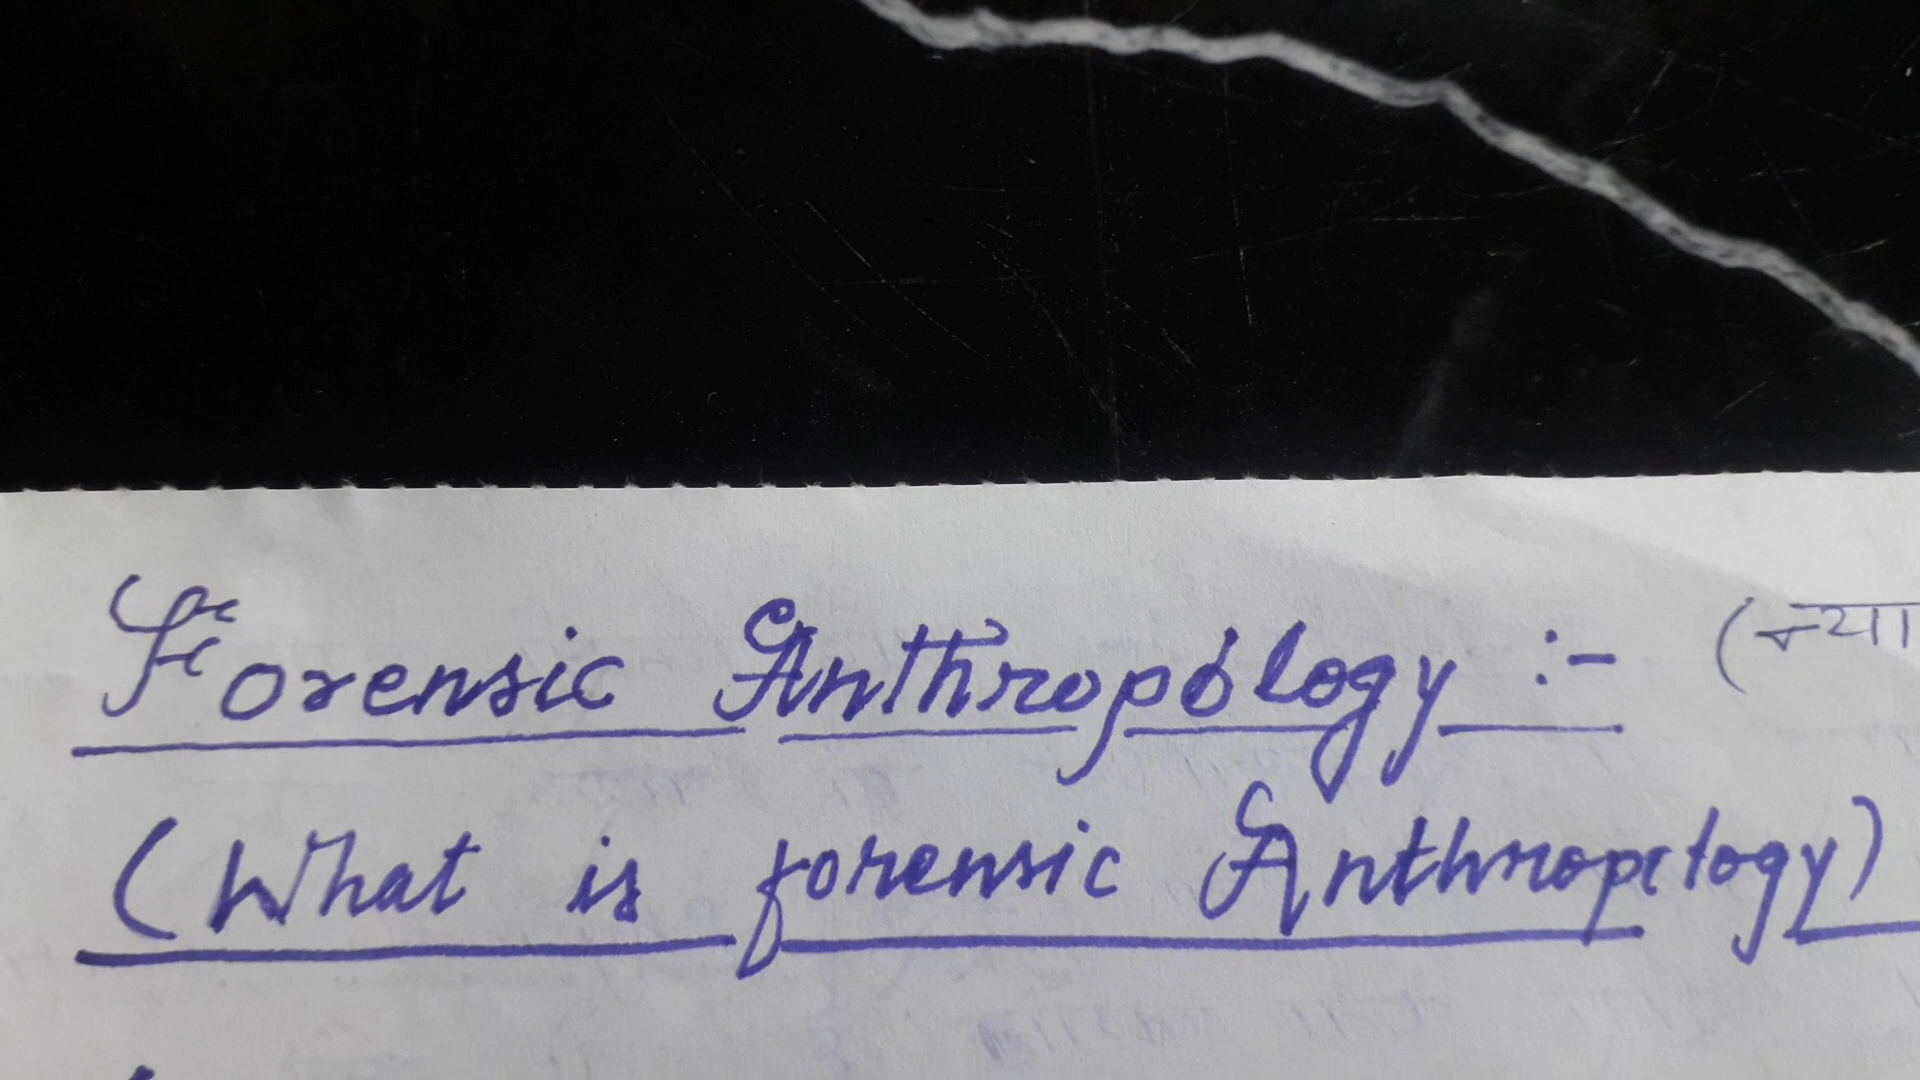 Forensic Anthropology :- (न्या
(What is forensic Anthropology)